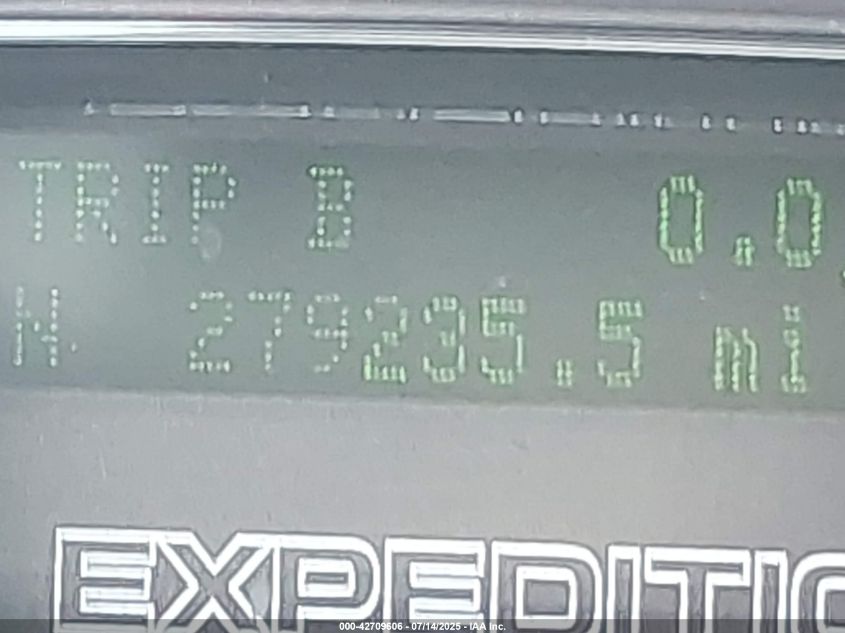 TRIP B 0.0
N. 279235.5 mi
EXPEDITIO
000-42709606 - 07/14/2025 - IAA Inc.